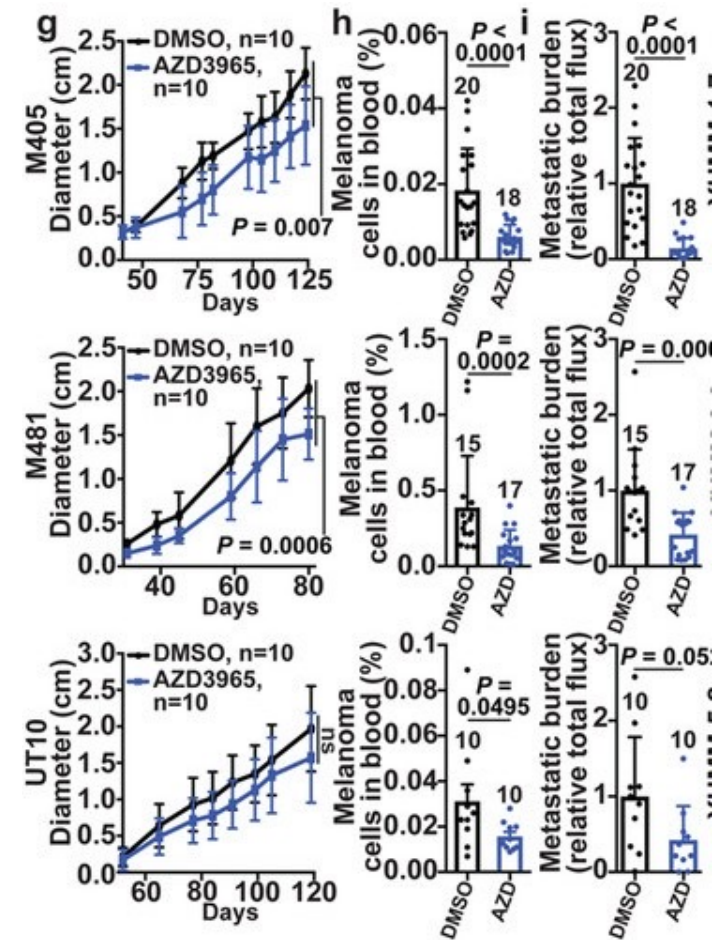 g
M405
Diameter (cm)
2.5
2.0
1.5
1.0
0.5
0.0
DMSO, n=10
AZD3965,
n=10
P = 0.007
50
75
100
125
Days
h
Melanoma
cells in blood (%)
0.06
0.04
0.02
0.00
P <
0.0001
20
18
DMSO
AZD
i
Metastatic burden
(relative total flux)
3
2
1
0
P <
0.0001
20
18
DMSO
AZD
M481
Diameter (cm)
2.5
2.0
1.5
1.0
0.5
0.0
DMSO, n=10
AZD3965,
n=10
P = 0.0006
40
60
80
Days
Melanoma
cells in blood (%)
1.5
1.0
0.5
0.0
P =
0.0002
15
17
DMSO
AZD
Metastatic burden
(relative total flux)
3
2
1
0
P = 0.00
15
17
DMSO
AZD
UT10
Diameter (cm)
3.0
2.5
2.0
1.5
1.0
0.5
0.0
DMSO, n=10
AZD3965,
n=10
ns
60
80
100
120
Days
Melanoma
cells in blood (%)
0.1
0.08
0.06
0.04
0.02
0.00
P =
0.0495
10
10
DMSO
AZD
Metastatic burden
(relative total flux)
3
2
1
0
P = 0.05
10
10
DMSO
AZD